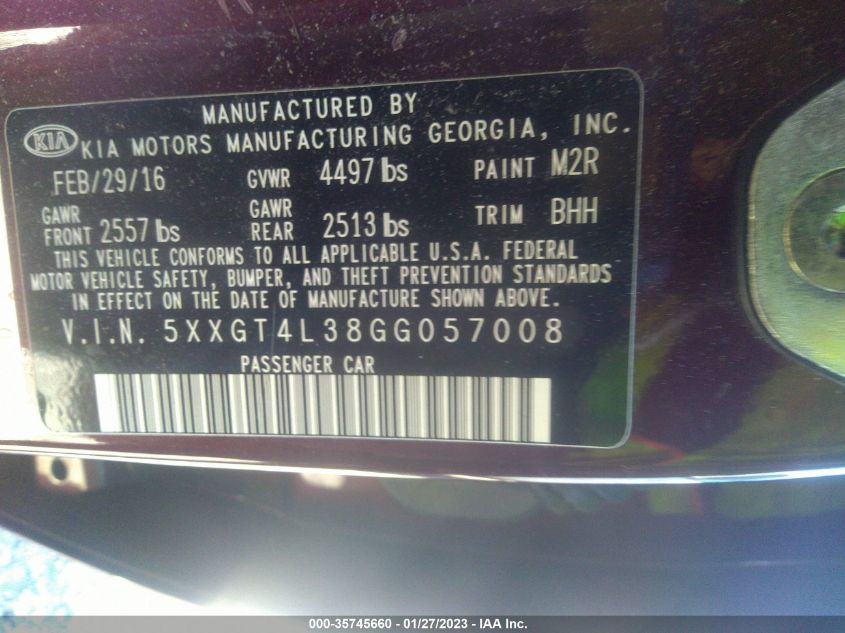 MANUFACTURED BY
KIA KIA MOTORS MANUFACTURING GEORGIA, INC.
FEB/29/16 GVWR 4497 lbs PAINT M2R
GAWR FRONT 2557 lbs GAWR REAR 2513 lbs TRIM BHH
THIS VEHICLE CONFORMS TO ALL APPLICABLE U.S.A. FEDERAL
MOTOR VEHICLE SAFETY, BUMPER, AND THEFT PREVENTION STANDARDS
IN EFFECT ON THE DATE OF MANUFACTURE SHOWN ABOVE.
V.I.N. 5XXGT4L38GG057008
PASSENGER CAR
000-35745660 - 01/27/2023 - IAA Inc.